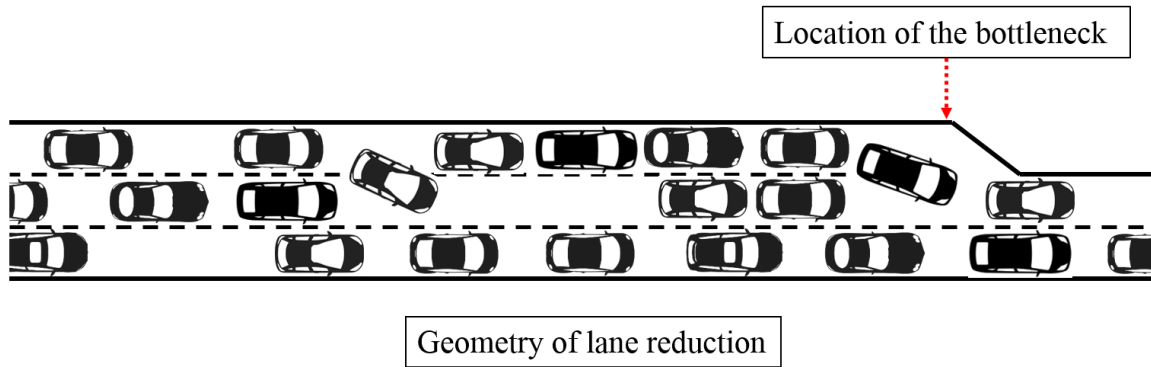 Location of the bottleneck
Geometry of lane reduction